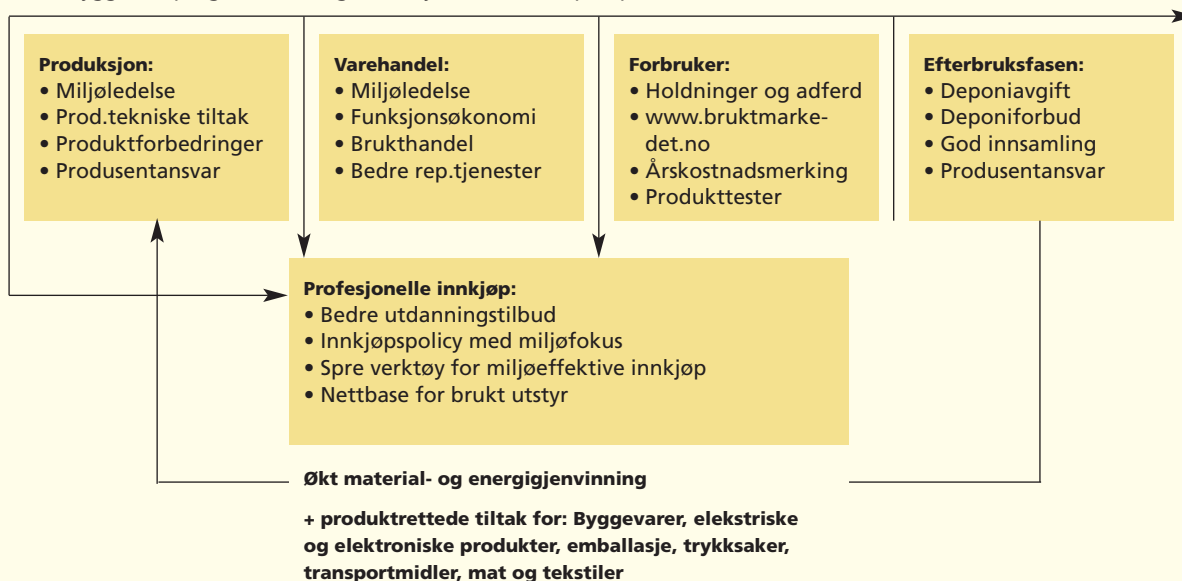 Produksjon:
• Miljøledelse
• Prod.tekniske tiltak
• Produktforbedringer
• Produsentansvar
Varehandel:
• Miljøledelse
• Funksjonsøkonomi
• Brukthandel
• Bedre rep.tjenester
Forbruker:
• Holdninger og adferd
• www.bruktmarke-
det.no
• Årskostnadsmerking
• Produkttester
Efterbruksfasen:
• Deponiavgift
• Deponiforbud
• God innsamling
• Produsentansvar
Profesjonelle innkjøp:
• Bedre utdanningstilbud
• Innkjøpspolicy med miljøfokus
• Spre verktøy for miljøeffektive innkjøp
• Nettbase for brukt utstyr
Økt material- og energigjenvinning
+ produktrettede tiltak for: Byggevarer, elekstriske
og elektroniske produkter, emballasje, trykksaker,
transportmidler, mat og tekstiler